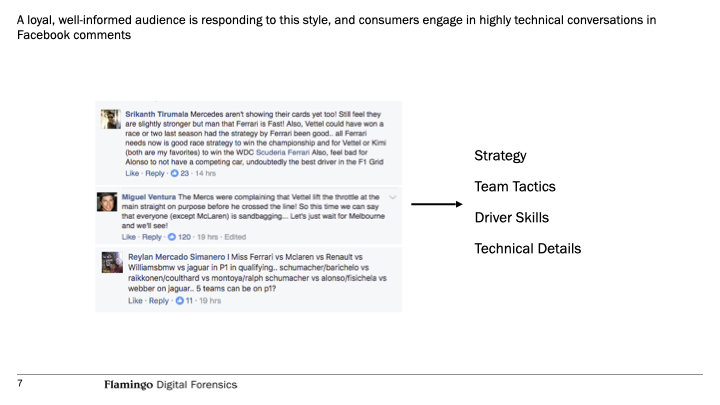 A loyal, well-informed audience is responding to this style, and consumers engage in highly technical conversations in
Facebook comments
Srikanth Tirumala Mercedes aren't showing their cards yet too! Still feel they
are slightly stronger but man that Ferrari is Fast! Also, Vettel could have won a
race or two last season had the strategy by Ferrari been good.. all Ferrari
needs now is good race strategy to win the championship and for Vettel or Kimi
(both are my favorites) to win the WDC Scuderia Ferrari Also, feel bad for
Alonso to not have a competing car, undoubtedly the best driver in the F1 Grid
Like · Reply · 23 · 14 hrs
Miguel Ventura The Mercs were complaining that Vettel lift the throttle at the
main straight on purpose before he crossed the line! So this time we can say
that everyone (except McLaren) is sandbagging... Let's just wait for Melbourne
and we'll see!
Like · Reply · 120 · 19 hrs · Edited
Reylan Mercado Simanero I Miss Ferrari vs Mclaren vs Renault vs
Williamsbmw vs jaguar in P1 in qualifying.. schumacher/barichelo vs
raikkonen/coulthard vs montoya/ralph schumacher vs alonso/fisichela vs
webber on jaguar.. 5 teams can be on p1?
Like · Reply · 11 · 19 hrs
Strategy
Team Tactics
Driver Skills
Technical Details
7
Flamingo Digital Forensics